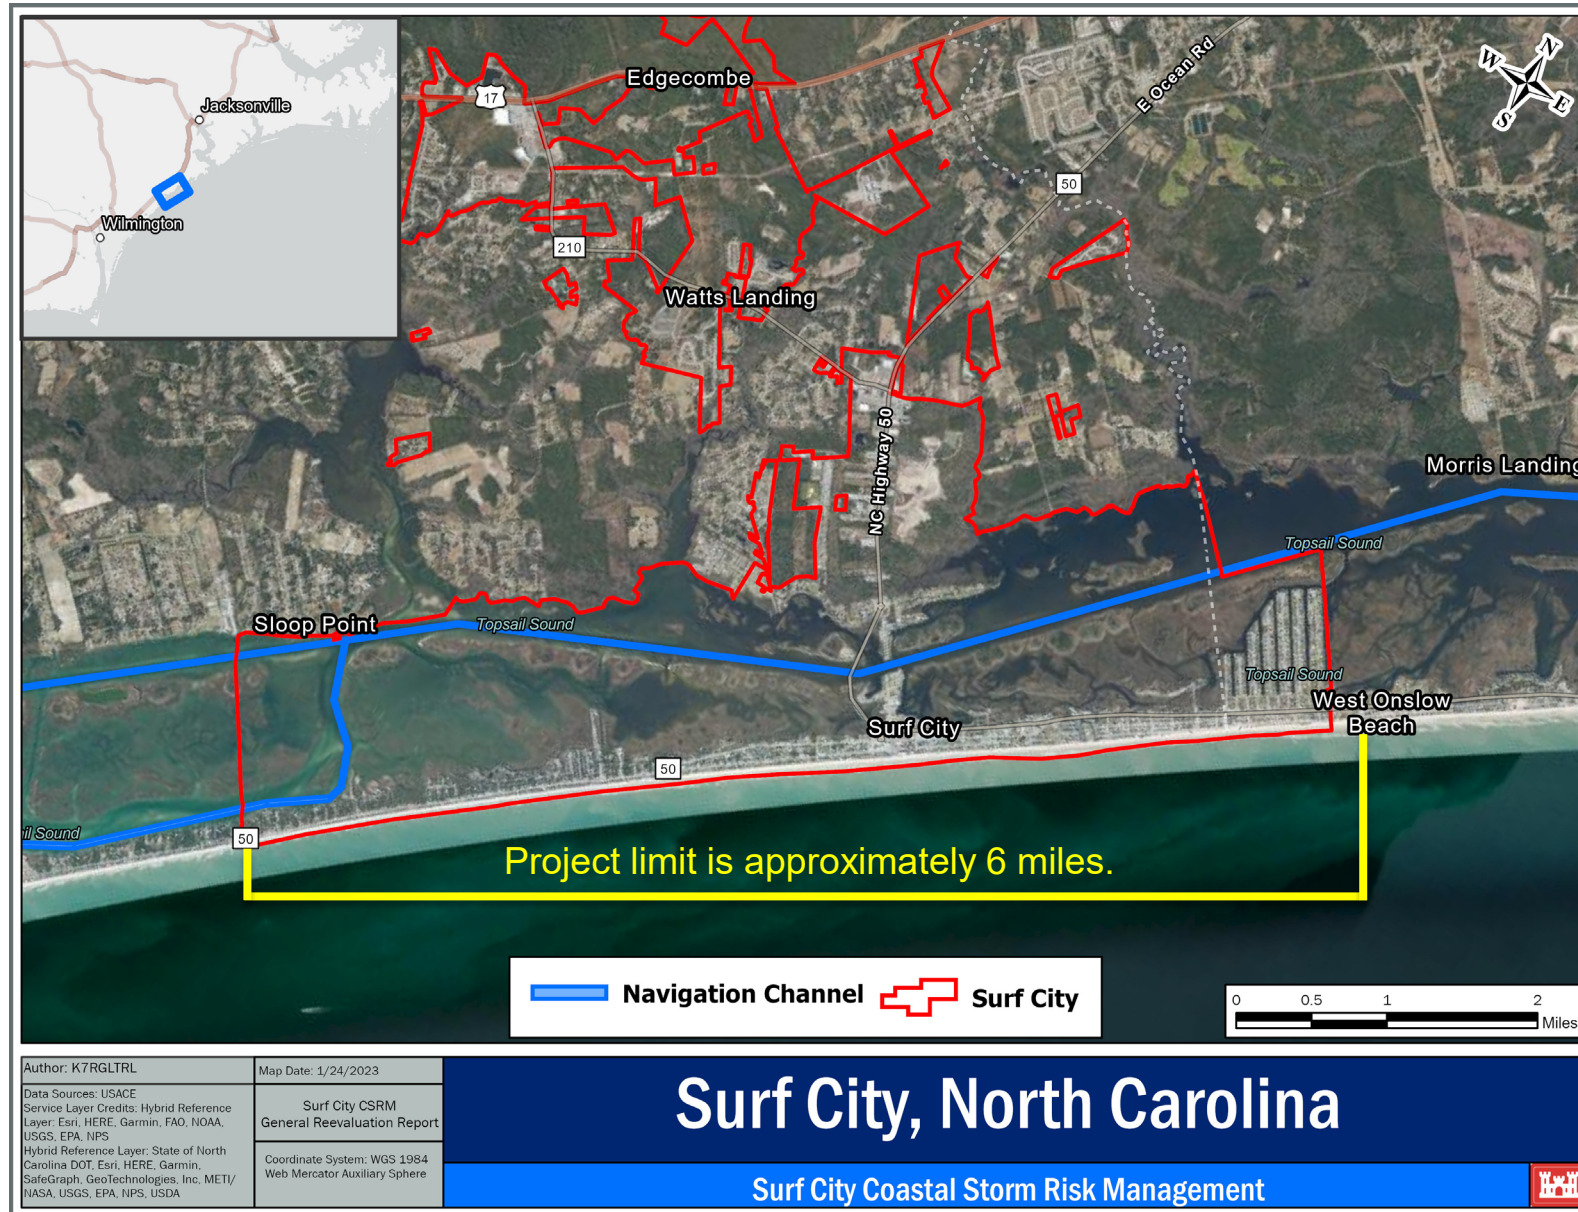 Jacksonville
Wilmington
Edgecombe
17
E Ocean Rd
N
W
E
S
50
210
Watts Landing
NC Highway 50
Morris Landing
Topsail Sound
Sloop Point
Topsail Sound
Topsail Sound
West Onslow
Beach
Surf City
50
50
il Sound
Project limit is approximately 6 miles.
Navigation Channel
Surf City
0 0.5 1 2
Miles
Author: K7RGLTRL
Data Sources: USACE
Service Layer Credits: Hybrid Reference
Layer: Esri, HERE, Garmin, FAO, NOAA,
USGS, EPA, NPS
Hybrid Reference Layer: State of North
Carolina DOT, Esri, HERE, Garmin,
SafeGraph, GeoTechnologies, Inc, METI/
NASA, USGS, EPA, NPS, USDA
Map Date: 1/24/2023
Surf City CSRM
General Reevaluation Report
Coordinate System: WGS 1984
Web Mercator Auxiliary Sphere
Surf City, North Carolina
Surf City Coastal Storm Risk Management